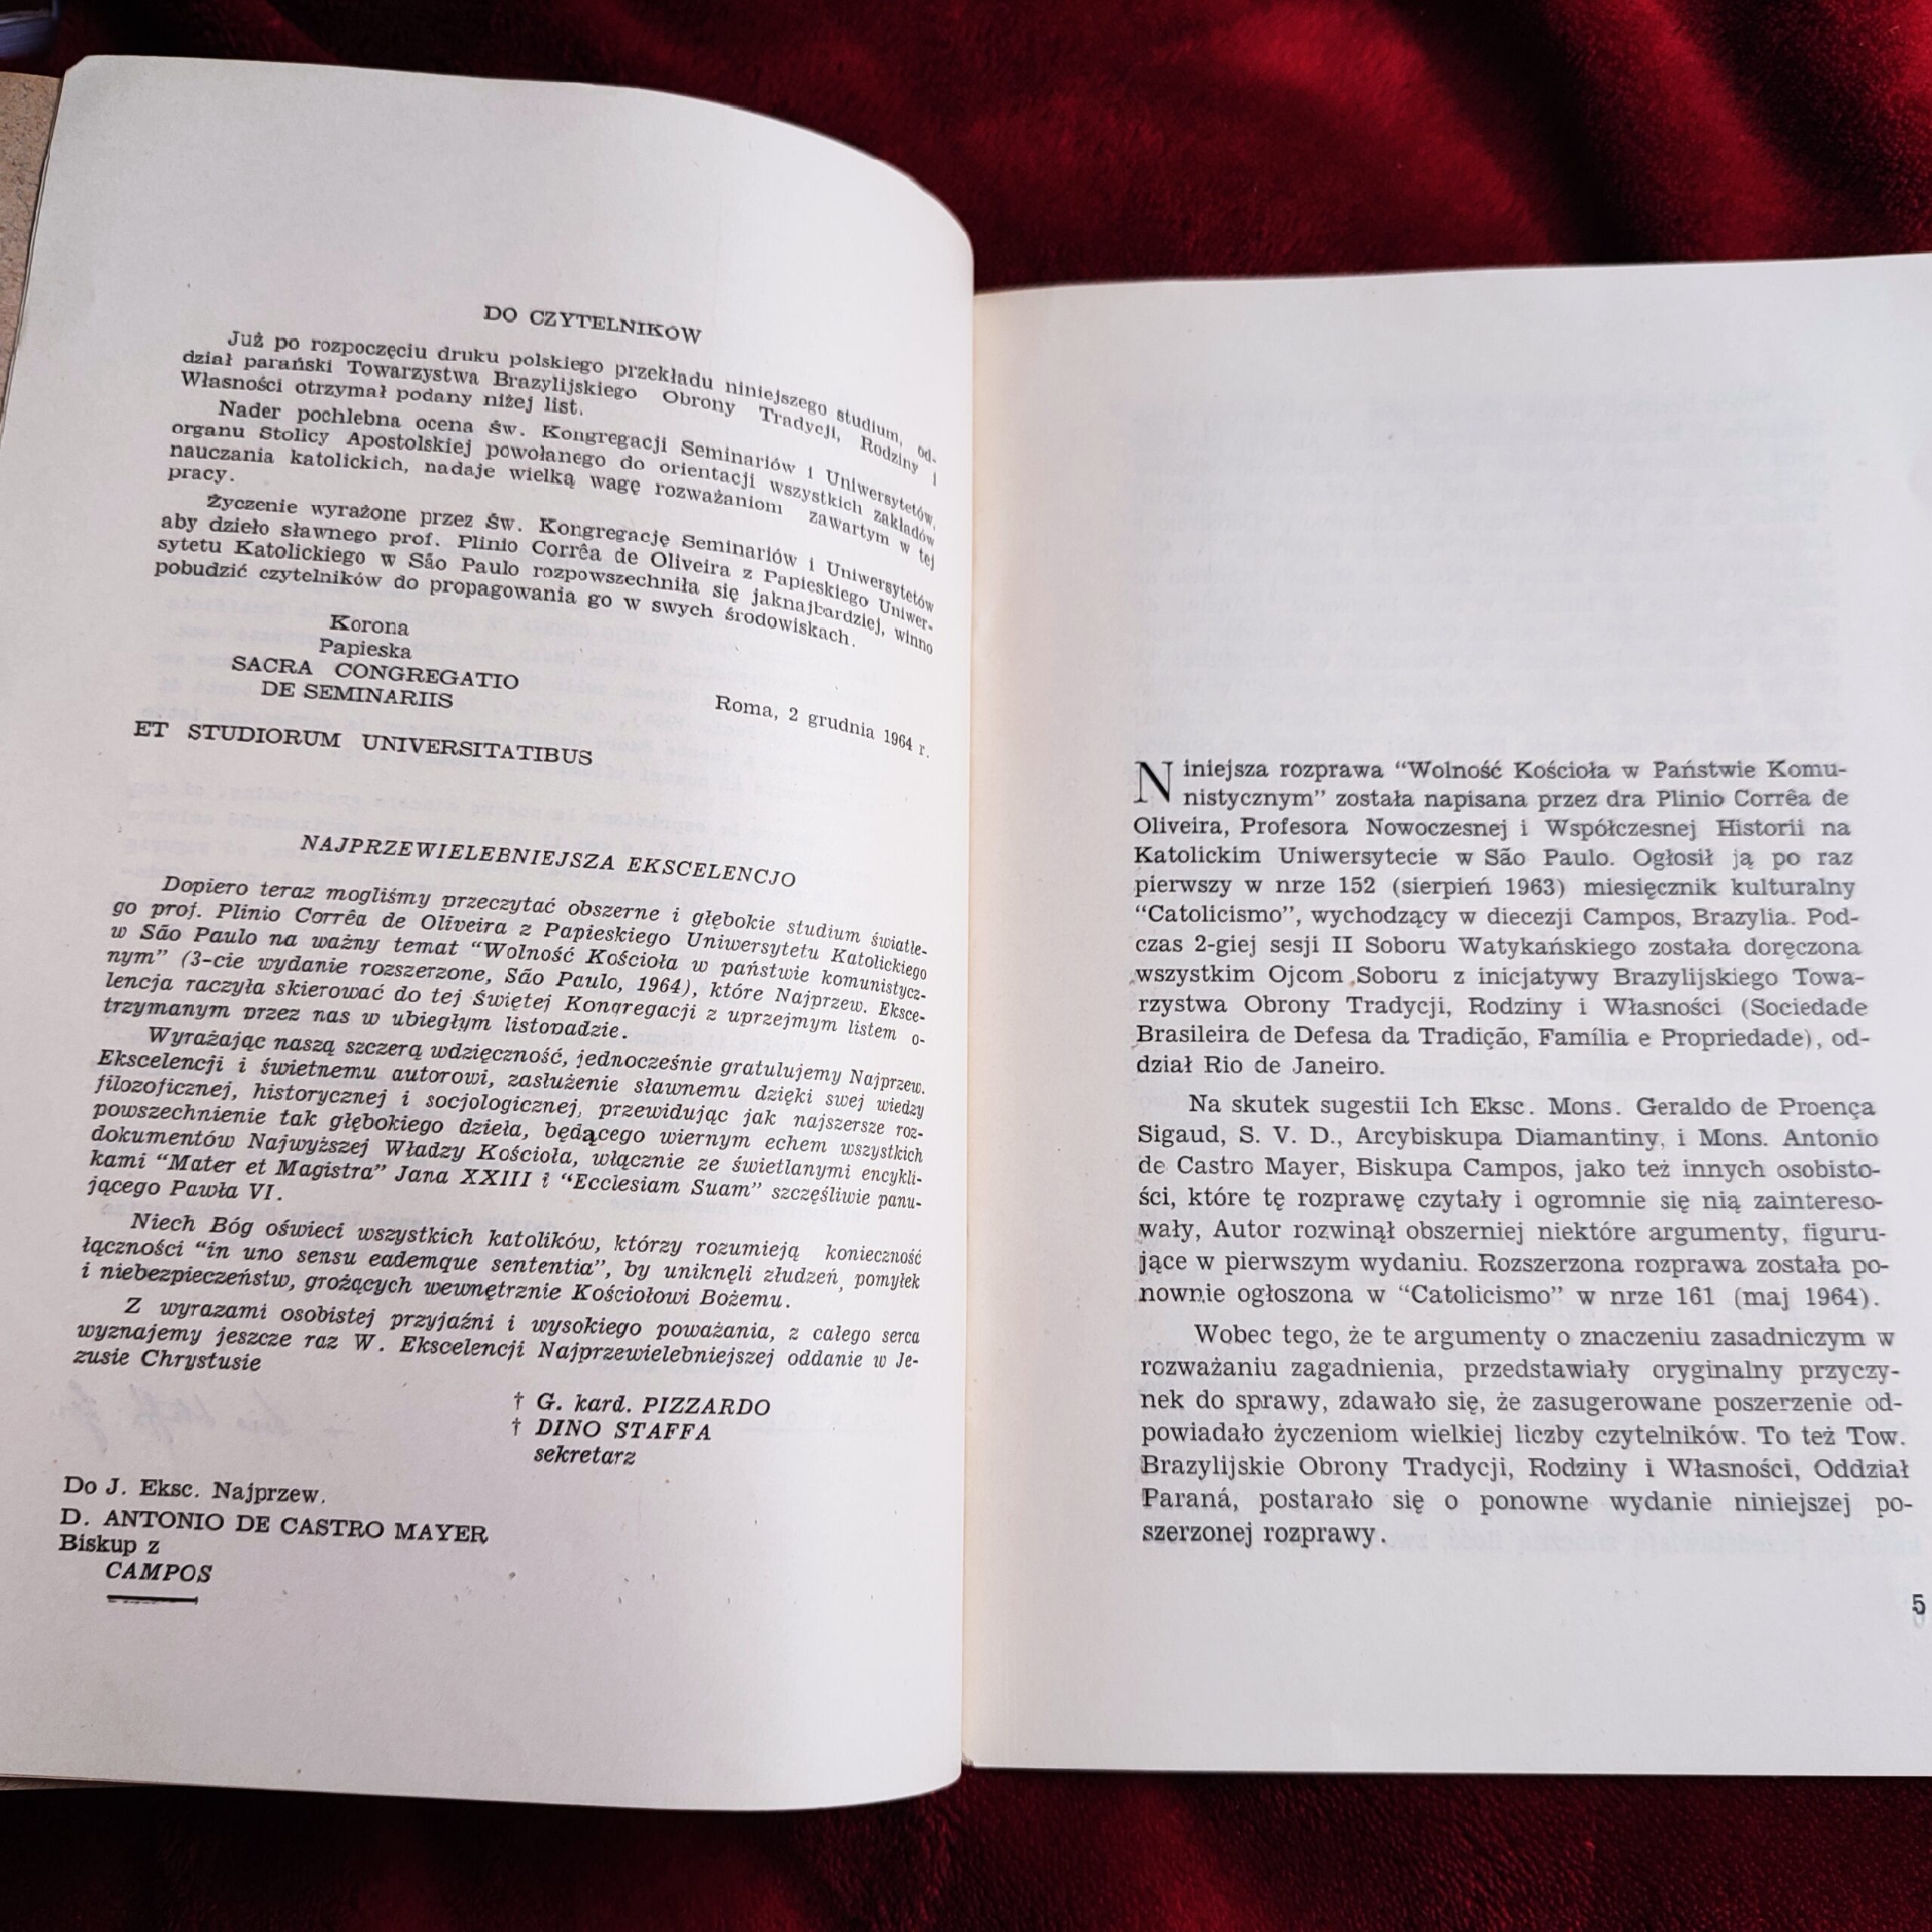 DO CZYTELNIKÓW
Już po rozpoczęciu druku polskiego przekładu niniejszego studium, od-
dział parański Towarzystwa Brazylijskiego Obrony Tradycji, Rodziny i
Własności otrzymał podany niżej list.
Nader pochlebna ocena św. Kongregacji Seminariów i Uniwersytetów,
organu Stolicy Apostolskiej powołanego do orientacji wszystkich zakładów
nauczania katolickich, nadaje wielką wagę rozważaniom zawartym w tej
pracy.
Życzenie wyrażone przez Św. Kongregację Seminariów i Uniwersytetów
aby dzieło sławnego prof. Plinio Corrêa de Oliveira z Papieskiego Uniwer-
sytetu Katolickiego w São Paulo rozpowszechniła się jaknajbardziej, winno
pobudzić czytelników do propagowania go w swych środowiskach.
Korona
Papieska
SACRA CONGREGATIO
DE SEMINARIIS
Roma, 2 grudnia 1964 r.
ET STUDIORUM UNIVERSITATIBUS
NAJPRZEWIELEBNIEJSZA EKSCELENCJO
Dopiero teraz mogliśmy przeczytać obszerne i głębokie studium światłe-
go prof. Plinio Corrêa de Oliveira z Papieskiego Uniwersytetu Katolickiego
w São Paulo na ważny temat “Wolność Kościoła w państwie komunistycz-
nym” (3-cie wydanie rozszerzone, São Paulo, 1964), które Najprzew. Eksce-
lencja raczyła skierować do tej Świętej Kongregacji z uprzejmym listem o-
trzymanym przez nas w ubiegłym listopadzie.
Wyrażając naszą szczerą wdzięczność, jednocześnie gratulujemy Najprzew.
Ekscelencji i świetnemu autorowi, zasłużenie sławnemu dzięki swej wiedzy
filozoficznej, historycznej i socjologicznej, przewidując jak najszersze roz-
powszechnienie tak głębokiego dzieła, będącego wiernym echem wszystkich
dokumentów Najwyższej Władzy Kościoła, włącznie ze świetlanymi encykli-
kami “Mater et Magistra” Jana XXIII i “Ecclesiam Suam” szczęśliwie panu-
jącego Pawła VI.
Niech Bóg oświeci wszystkich katolików, którzy rozumieją konieczność
łączności “in uno sensu eademque sententia”, by uniknęli złudzeń, pomyłek
i niebezpieczeństw, grożących wewnętrznie Kościołowi Bożemu.
Z wyrazami osobistej przyjaźni i wysokiego poważania, z całego serca
wyznajemy jeszcze raz W. Ekscelencji Najprzewielebniejszej oddanie w Je-
zusie Chrystusie
† G. kard. PIZZARDO
† DINO STAFFA
sekretarz
Do J. Eksc. Najprzew.
D. ANTONIO DE CASTRO MAYER
Biskup z
CAMPOS
Niniejsza rozprawa “Wolność Kościoła w Państwie Komu-
nistycznym” została napisana przez dra Plinio Corrêa de
Oliveira, Profesora Nowoczesnej i Współczesnej Historii na
Katolickim Uniwersytecie w São Paulo. Ogłosił ją po raz
pierwszy w nrze 152 (sierpień 1963) miesięcznik kulturalny
“Catolicismo”, wychodzący w diecezji Campos, Brazylia. Pod-
czas 2-giej sesji II Soboru Watykańskiego została doręczona
wszystkim Ojcom Soboru z inicjatywy Brazylijskiego Towa-
rzystwa Obrony Tradycji, Rodziny i Własności (Sociedade
Brasileira de Defesa da Tradição, Família e Propriedade), od-
dział Rio de Janeiro.
Na skutek sugestii Ich Eksc. Mons. Geraldo de Proença
Sigaud, S. V. D., Arcybiskupa Diamantiny, i Mons. Antonio
de Castro Mayer, Biskupa Campos, jako też innych osobisto-
ści, które tę rozprawę czytały i ogromnie się nią zaintereso-
wały, Autor rozwinął obszerniej niektóre argumenty, figuru-
jące w pierwszym wydaniu. Rozszerzona rozprawa została po-
nownie ogłoszona w “Catolicismo” w nrze 161 (maj 1964).
Wobec tego, że te argumenty o znaczeniu zasadniczym w
rozważaniu zagadnienia, przedstawiały oryginalny przyczy-
nek do sprawy, zdawało się, że zasugerowane poszerzenie od-
powiadało życzeniom wielkiej liczby czytelników. To też Tow.
Brazylijskie Obrony Tradycji, Rodziny i Własności, Oddział
Paraná, postarało się o ponowne wydanie niniejszej po-
szerzonej rozprawy.
5